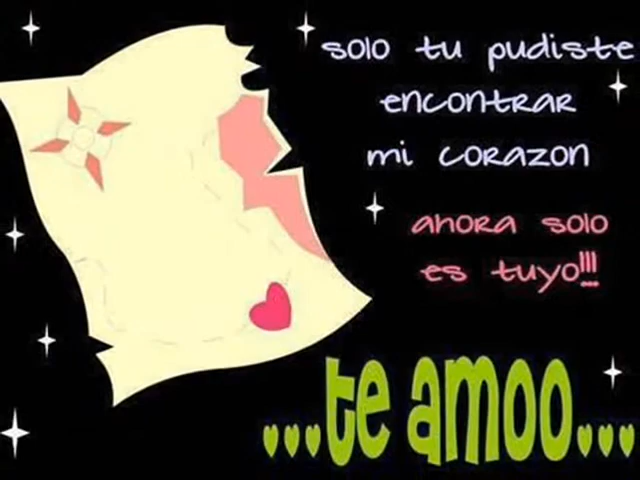 solo tu pudiste
encontrar
mi corazon
ahora solo
es tuyo!!!
...te amoo...